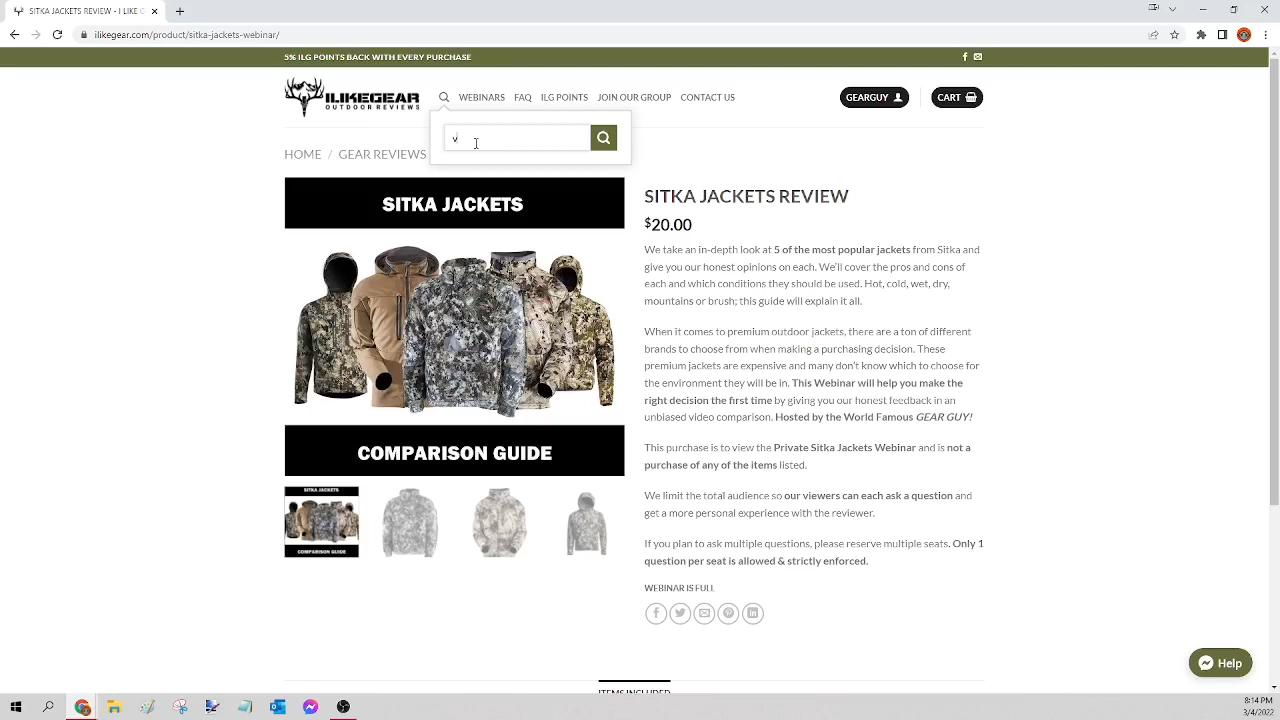 SITKA JACKETS REVIEW - I LIKE G
ilikegear.com/product/sitka-jackets-webinar/
5% ILG POINTS BACK WITH EVERY PURCHASE
ILIKEGEAR
OUTDOOR REVIEWS
WEBINARS
FAQ
ILG POINTS
JOIN OUR GROUP
CONTACT US
GEARGUY
CART
v
HOME / GEAR REVIEWS
SITKA JACKETS
COMPARISON GUIDE
SITKA JACKETS
COMPARISON GUIDE
SITKA JACKETS REVIEW
$20.00
We take an in-depth look at 5 of the most popular jackets from Sitka and
give you our honest opinions on each. We'll cover the pros and cons of
each and which conditions they should be used. Hot, cold, wet, dry,
mountains or brush; this guide will explain it all.
When it comes to premium outdoor jackets, there are a ton of different
brands to choose from when making a purchasing decision. These
premium jackets are expensive and many don't know which to choose for
the environment they will be in. This Webinar will help you make the
right decision the first time by giving you our honest feedback in an
unbiased video comparison. Hosted by the World Famous GEAR GUY!
This purchase is to view the Private Sitka Jackets Webinar and is not a
purchase of any of the items listed.
We limit the total audience so our viewers can each ask a question and
get a more personal experience with the reviewer.
If you plan to ask multiple questions, please reserve multiple seats. Only 1
question per seat is allowed & strictly enforced.
WEBINAR IS FULL
ITEMS INCLUDED
Help
8:14 PM
3/4/2022